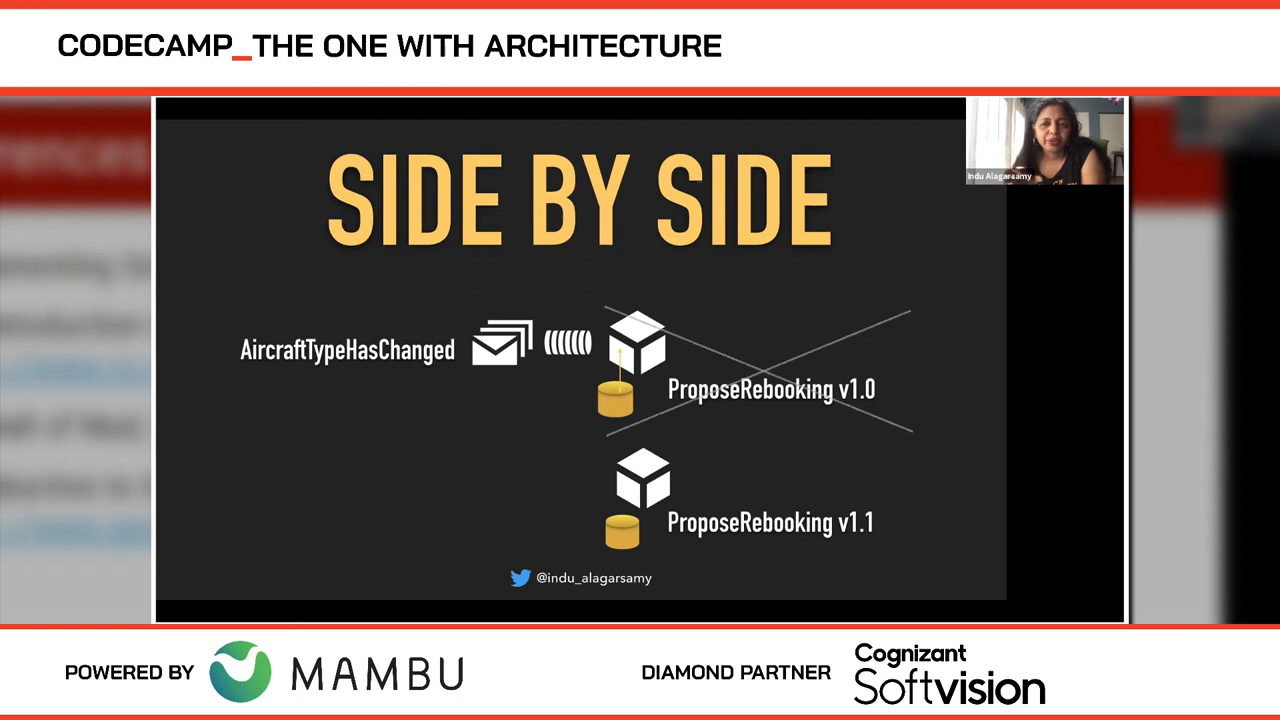 CODECAMP_THE ONE WITH ARCHITECTURE
Indu Alagarsamy
SIDE BY SIDE
AircraftTypeHasChanged
ProposeRebooking v1.0
ProposeRebooking v1.1
@indu_alagarsamy
POWERED BY
MAMBU
DIAMOND PARTNER
Cognizant
Softvision